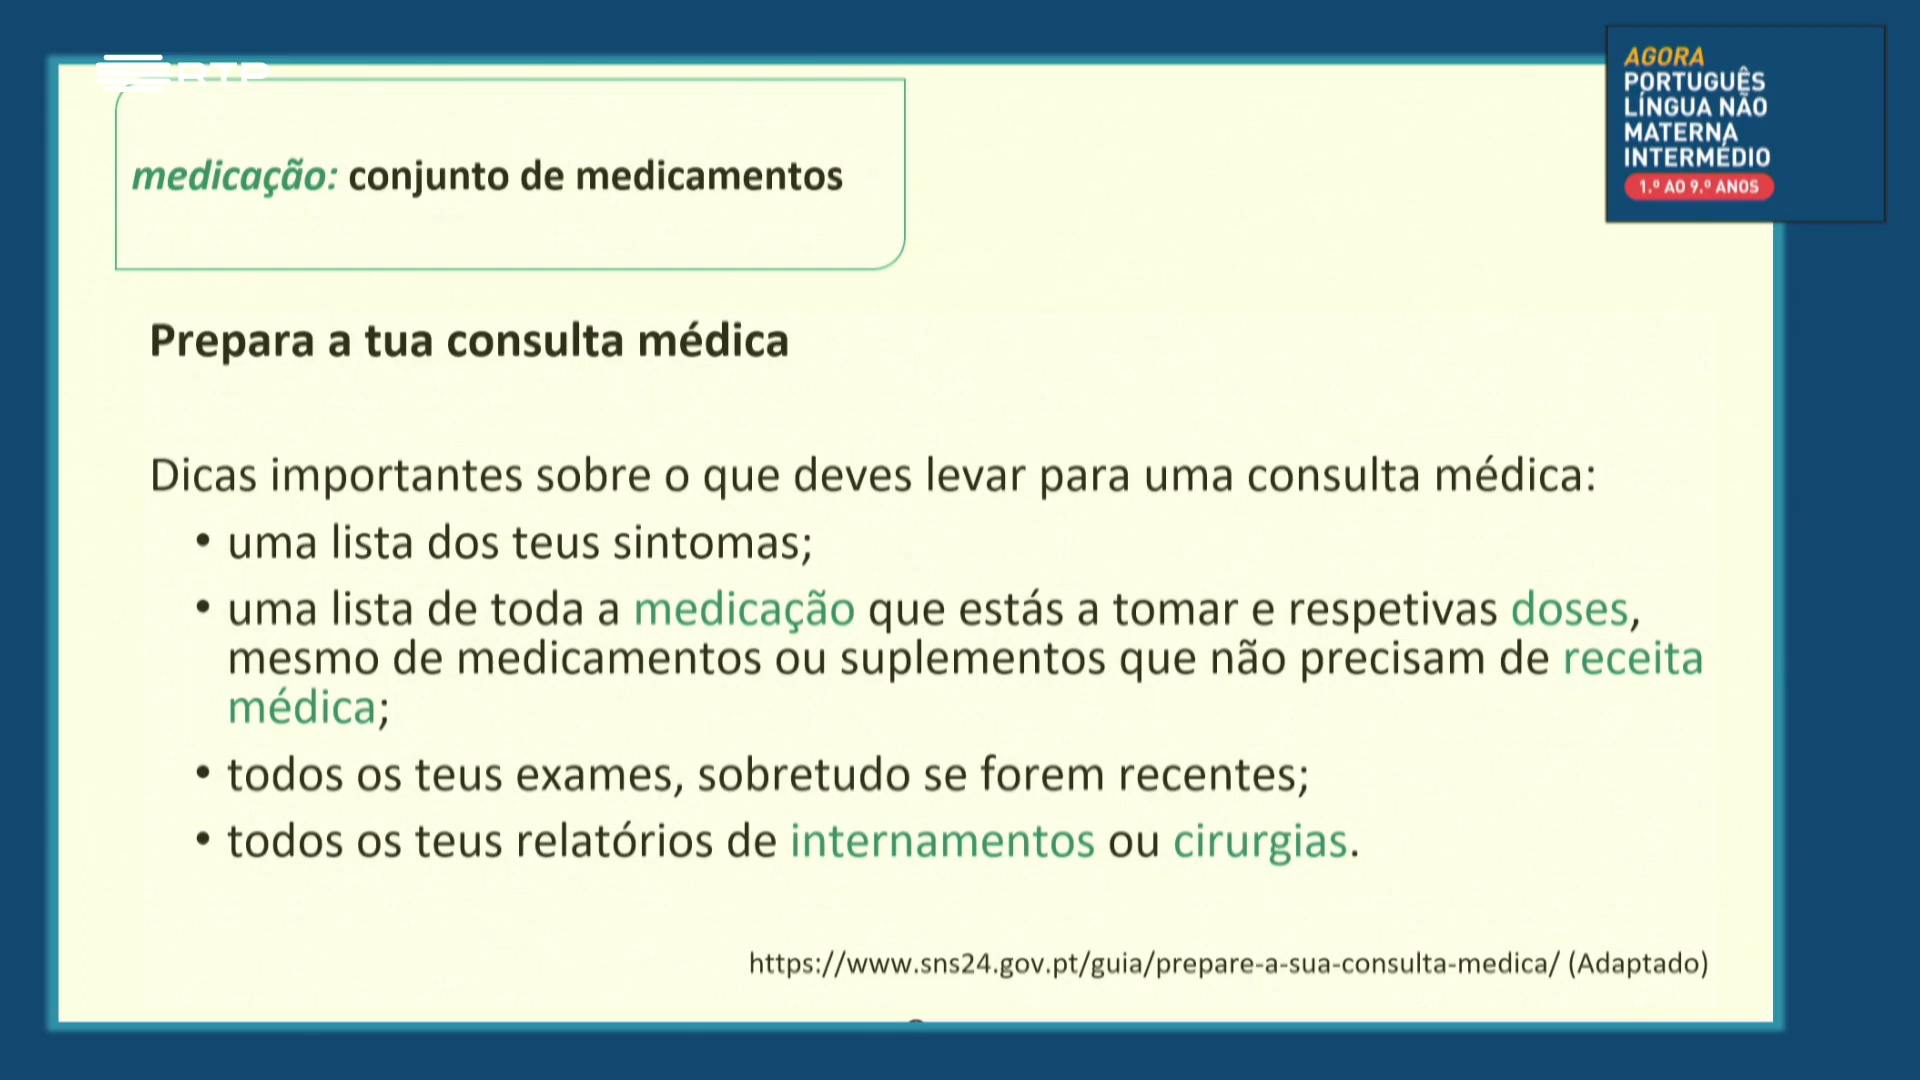 RTP
AGORA
PORTUGUÊS
LÍNGUA NÃO
MATERNA
INTERMÉDIO
1.º AO 9.º ANOS
medicação: conjunto de medicamentos
Prepara a tua consulta médica
Dicas importantes sobre o que deves levar para uma consulta médica:
• uma lista dos teus sintomas;
• uma lista de toda a medicação que estás a tomar e respetivas doses,
mesmo de medicamentos ou suplementos que não precisam de receita
médica;
• todos os teus exames, sobretudo se forem recentes;
• todos os teus relatórios de internamentos ou cirurgias.
https://www.sns24.gov.pt/guia/prepare-a-sua-consulta-medica/ (Adaptado)